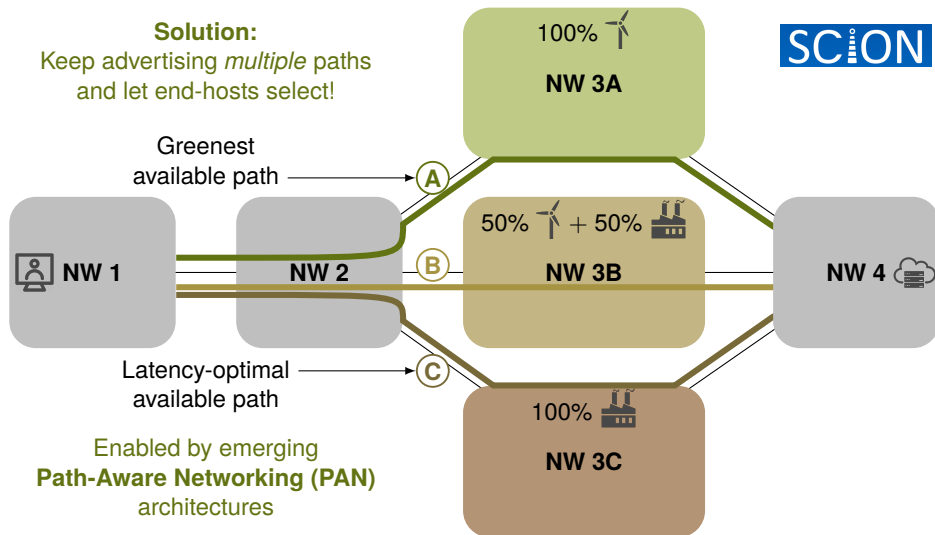 Solution:
Keep advertising multiple paths
and let end-hosts select!
100%
NW 3A
SCION
Greenest
available path
A
50% + 50%
NW 1
NW 2
B
NW 3B
NW 4
Latency-optimal
available path
C
100%
NW 3C
Enabled by emerging
Path-Aware Networking (PAN)
architectures